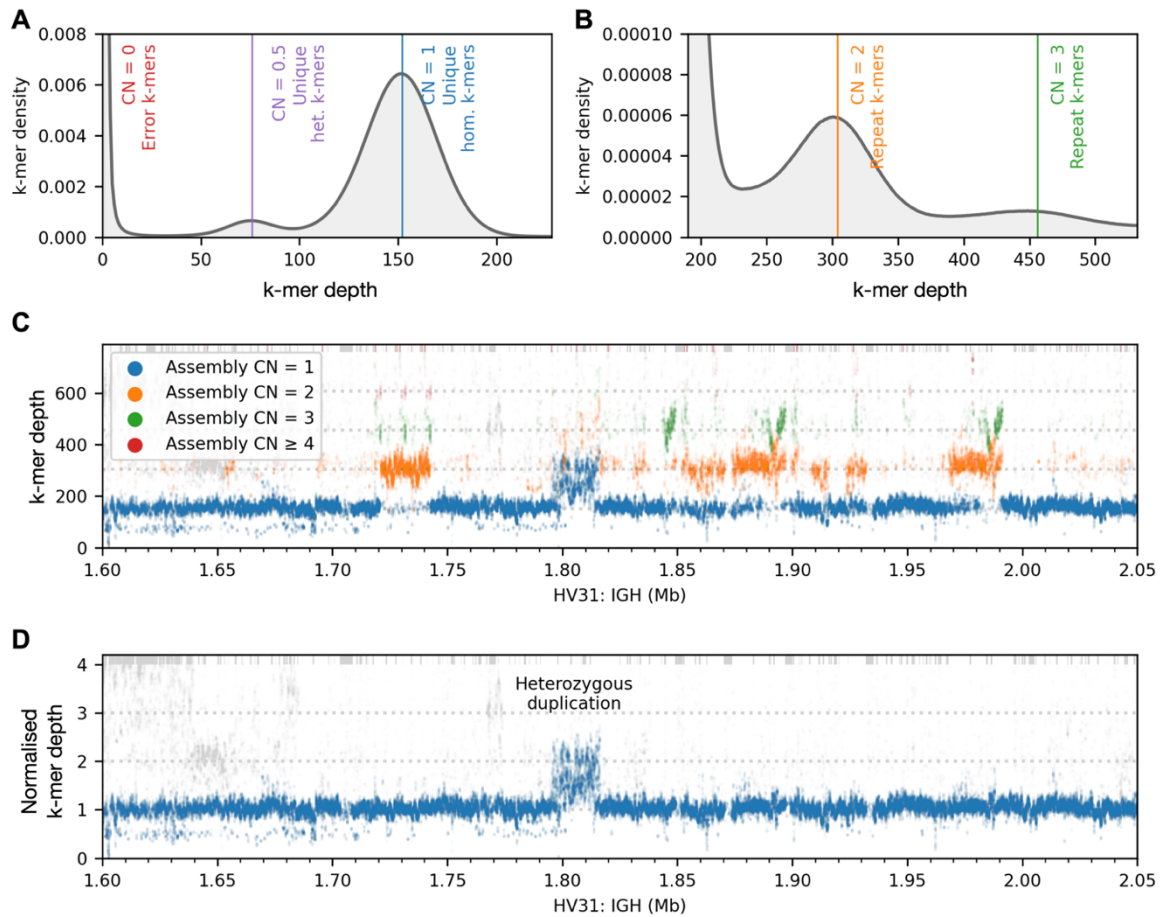 A
0.008
0.006
0.004
0.002
0.000
k-mer density
CN = 0
Error k-mers
CN = 0.5
Unique
het. k-mers
CN = 1
Unique
hom. k-mers
0
50
100
150
200
k-mer depth
B
0.00010
0.00008
0.00006
0.00004
0.00002
0.00000
k-mer density
CN = 2
Repeat k-mers
CN = 3
Repeat k-mers
200
250
300
350
400
450
500
k-mer depth
C
Assembly CN = 1
Assembly CN = 2
Assembly CN = 3
Assembly CN ≥ 4
600
400
200
0
k-mer depth
1.60
1.65
1.70
1.75
1.80
1.85
1.90
1.95
2.00
2.05
HV31: IGH (Mb)
D
Heterozygous
duplication
4
3
2
1
0
Normalised
k-mer depth
1.60
1.65
1.70
1.75
1.80
1.85
1.90
1.95
2.00
2.05
HV31: IGH (Mb)